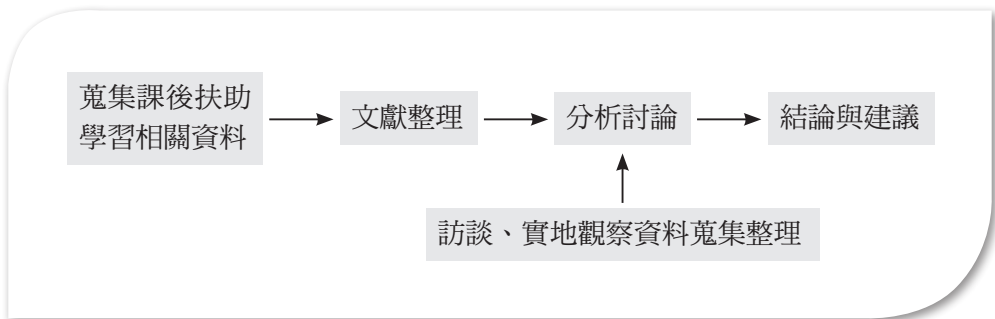 蒐集課後扶助
學習相關資料
文獻整理
分析討論
結論與建議
訪談、實地觀察資料蒐集整理